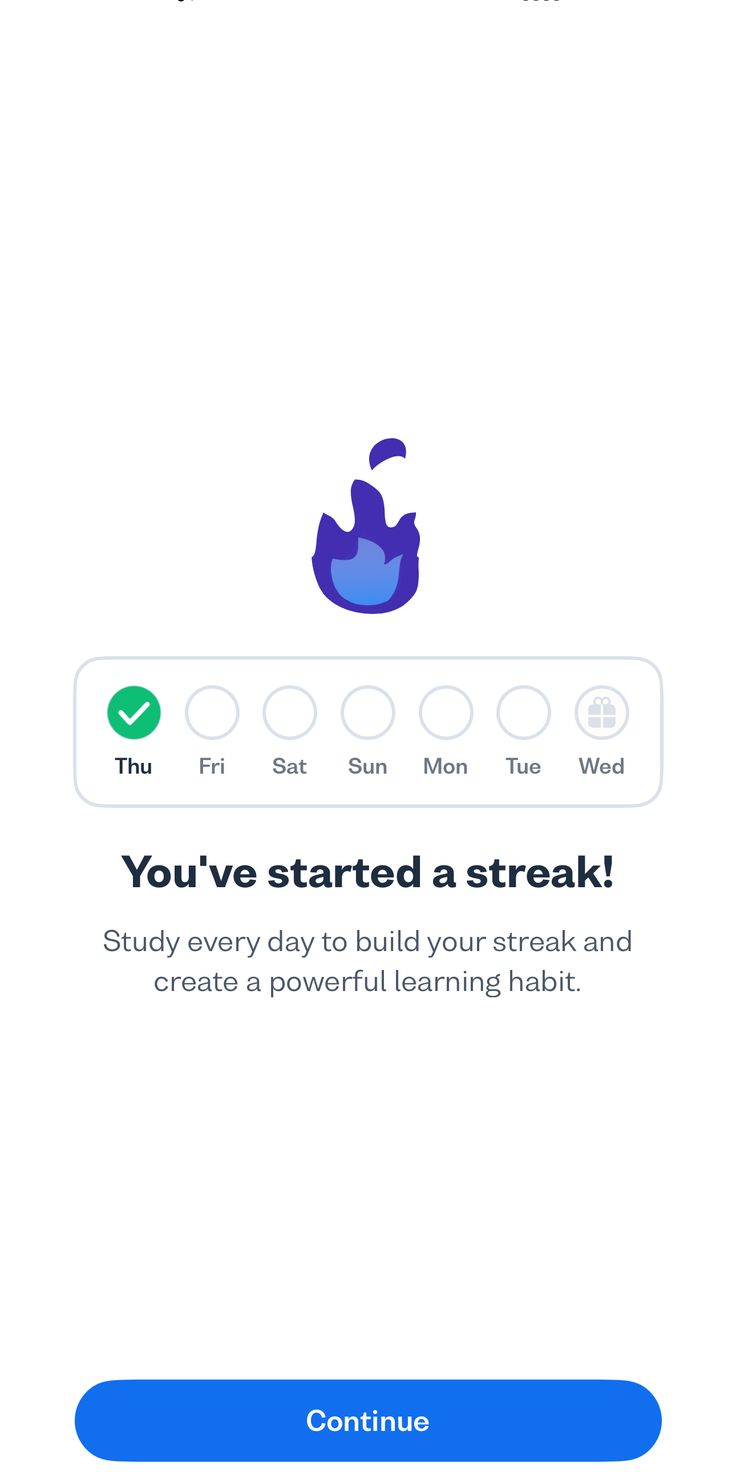 Thu Fri Sat Sun Mon Tue Wed
You've started a streak!
Study every day to build your streak and
create a powerful learning habit.
Continue